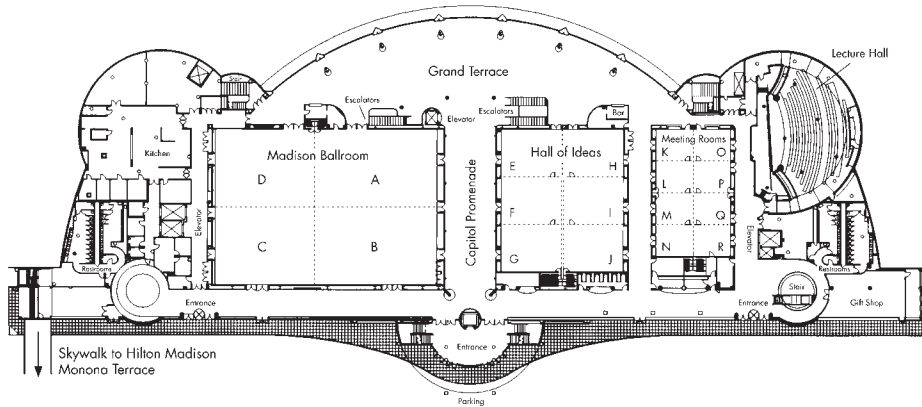 Lecture Hall
Grand Terrace
Stair
Escalators
Elevator
Escalators
Bar
Kitchen
Madison Ballroom
Hall of Ideas
Meeting Rooms
D
A
E
H
K
O
L
P
Capitol Promenade
F
I
M
Q
C
B
G
J
N
R
Elevator
Elevator
Restrooms
Restrooms
Stair
Entrance
Entrance
Gift Shop
Entrance
Skywalk to Hilton Madison
Monona Terrace
Parking